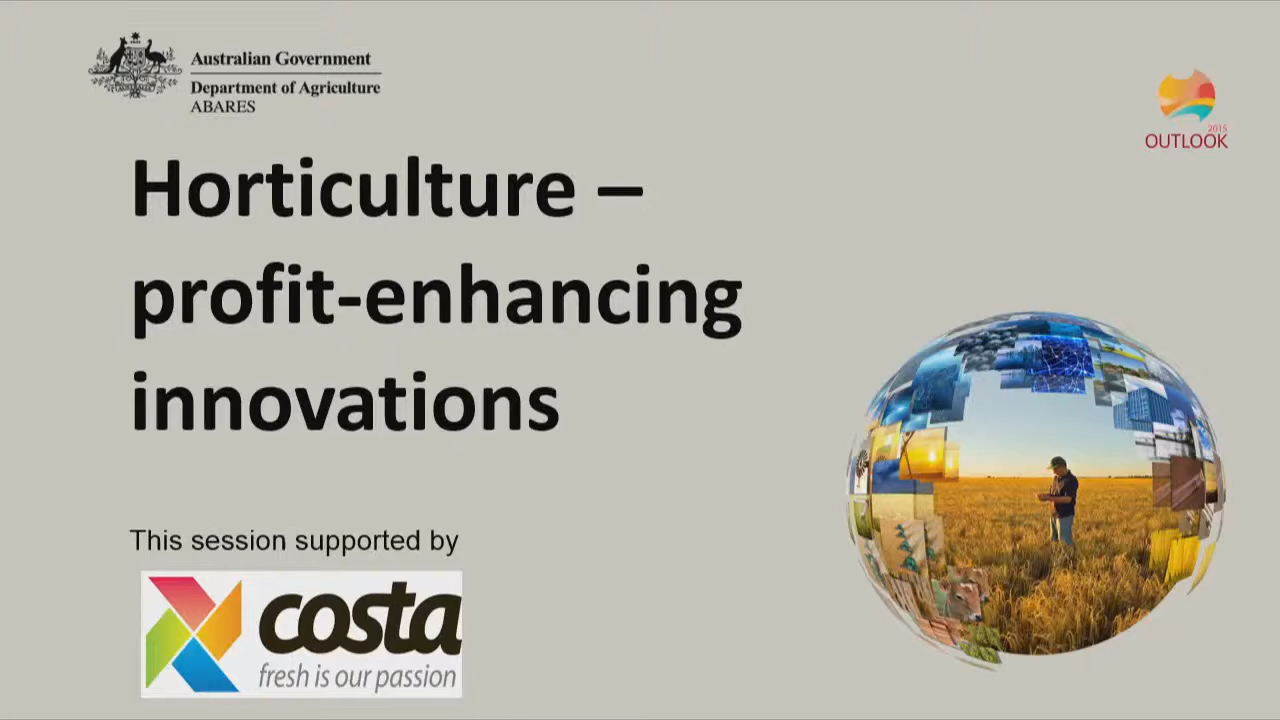 Australian Government
Department of Agriculture
ABARES
2015
OUTLOOK
Horticulture –
profit-enhancing
innovations
This session supported by
costa
fresh is our passion